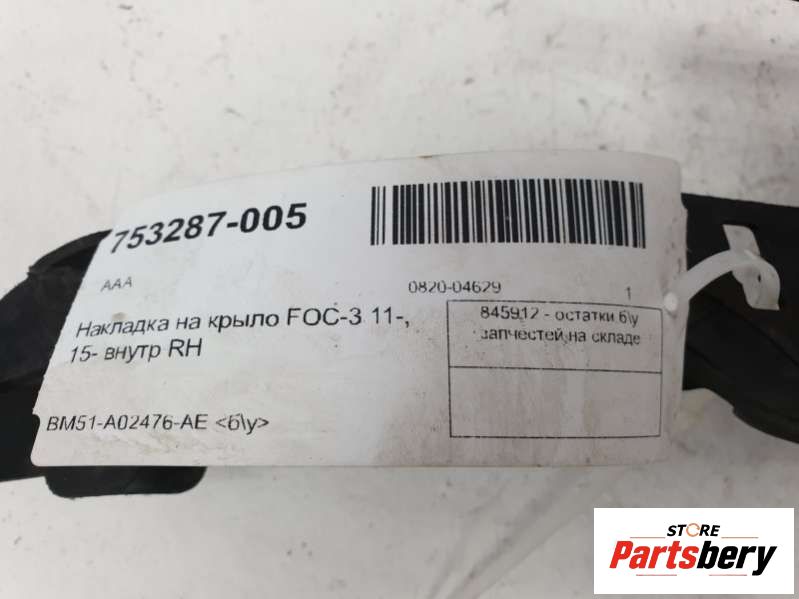 753287-005
AAA
0820-04629
1
Накладка на крыло FOC-3 11-,
15- внутр RH
845912 - остатки б\у
запчестей на складе
BM51-A02476-AE <б\у>
STORE
Partsbery